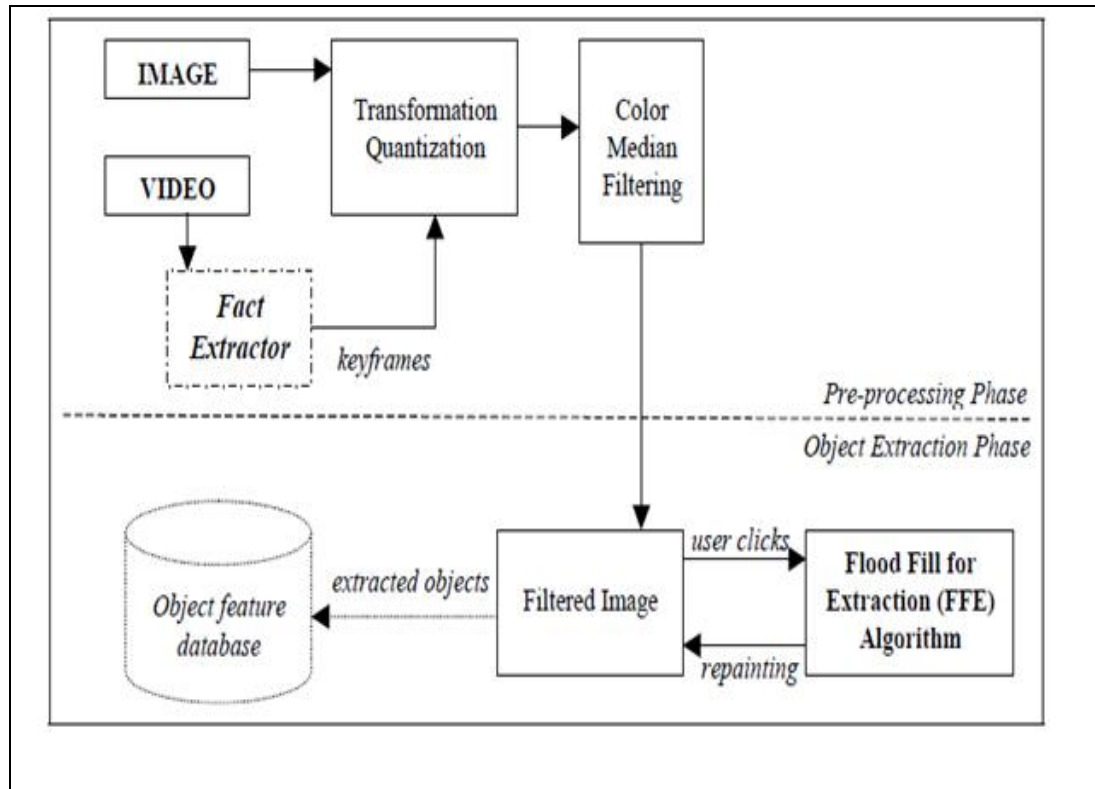 IMAGE
Transformation
Quantization
Color
Median
Filtering
VIDEO
Fact
Extractor
keyframes
Pre-processing Phase
Object Extraction Phase
Object feature
database
extracted objects
Filtered Image
user clicks
repainting
Flood Fill for
Extraction (FFE)
Algorithm